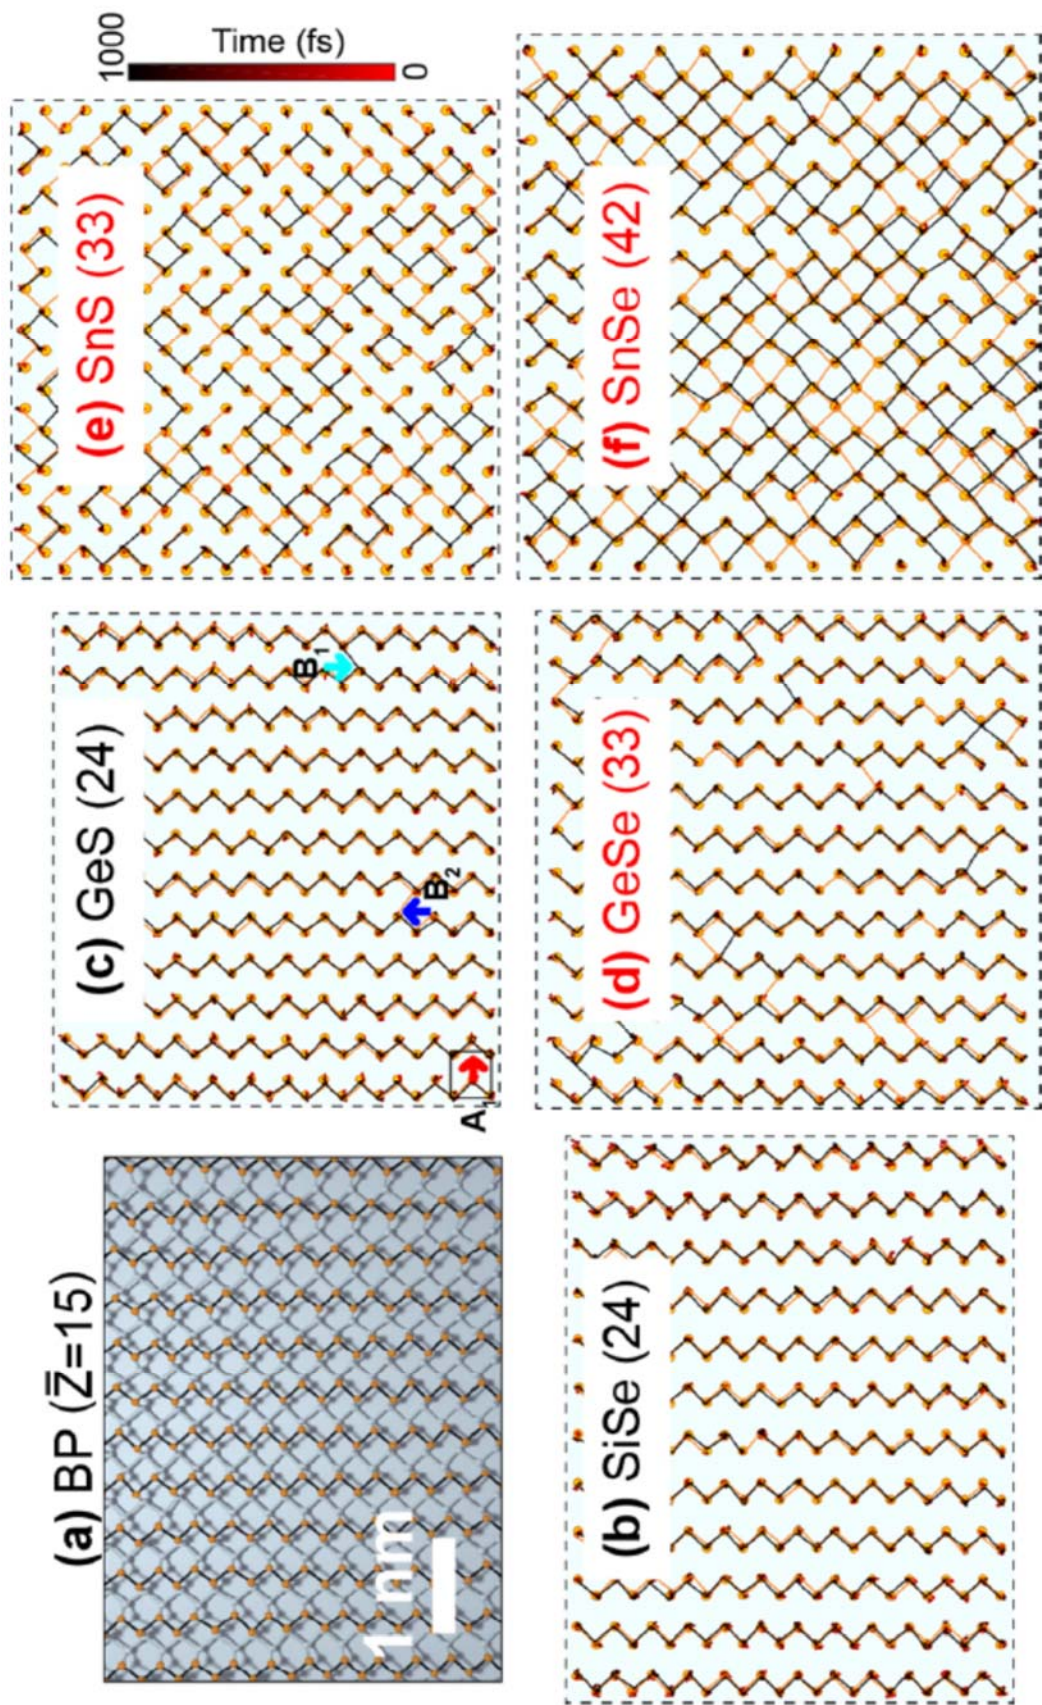 (a) BP (Z̿=15)
1 nm
(c) GeS (24)
A₁
B₂
B₁
(e) SnS (33)
1000
Time (fs)
0
(b) SiSe (24)
(d) GeSe (33)
(f) SnSe (42)